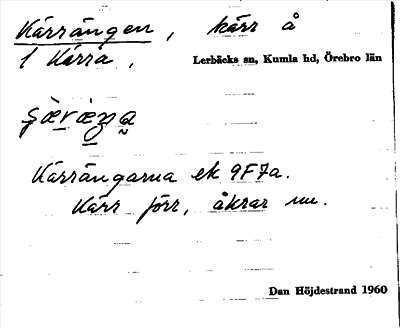 Kärrängen, kärr å
1 Kärra,
Lerbäcks sn, Kumla hd, Örebro län
Kärrängarna ek 9F7a.
Kärr förr, åkrar nu.
Dan Höjdestrand 1960